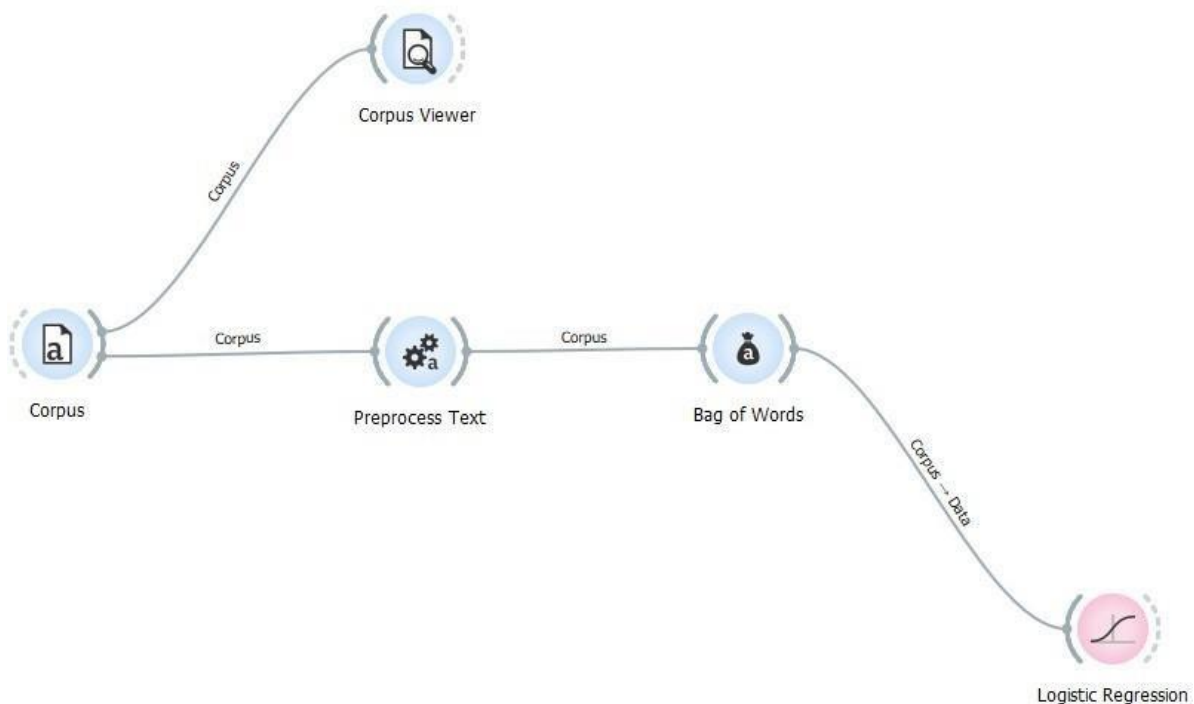 Corpus Viewer
Corpus
Corpus
Corpus
Corpus
Preprocess Text
Bag of Words
Corpus → Data
Logistic Regression